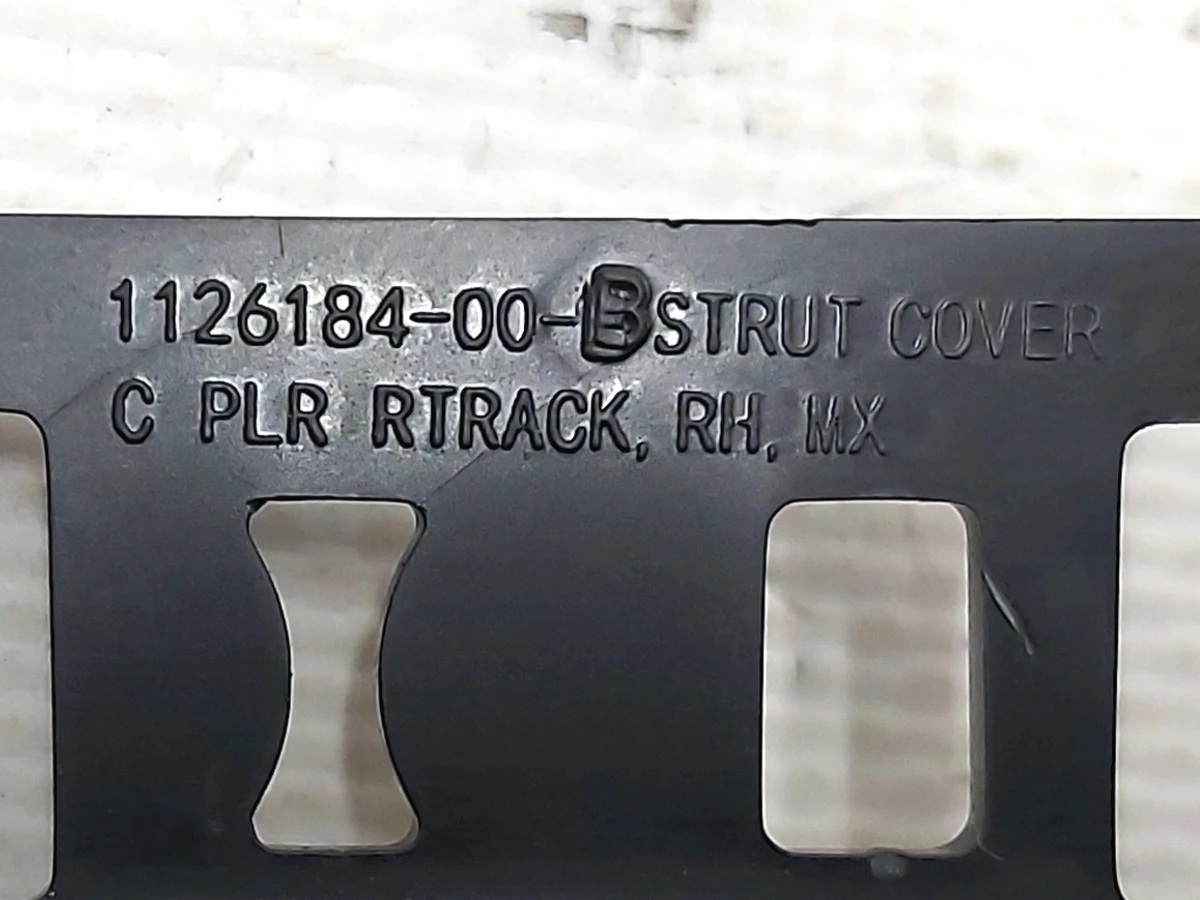 1126184-00-B STRUT COVER
C PLR RTRACK, RH, MX